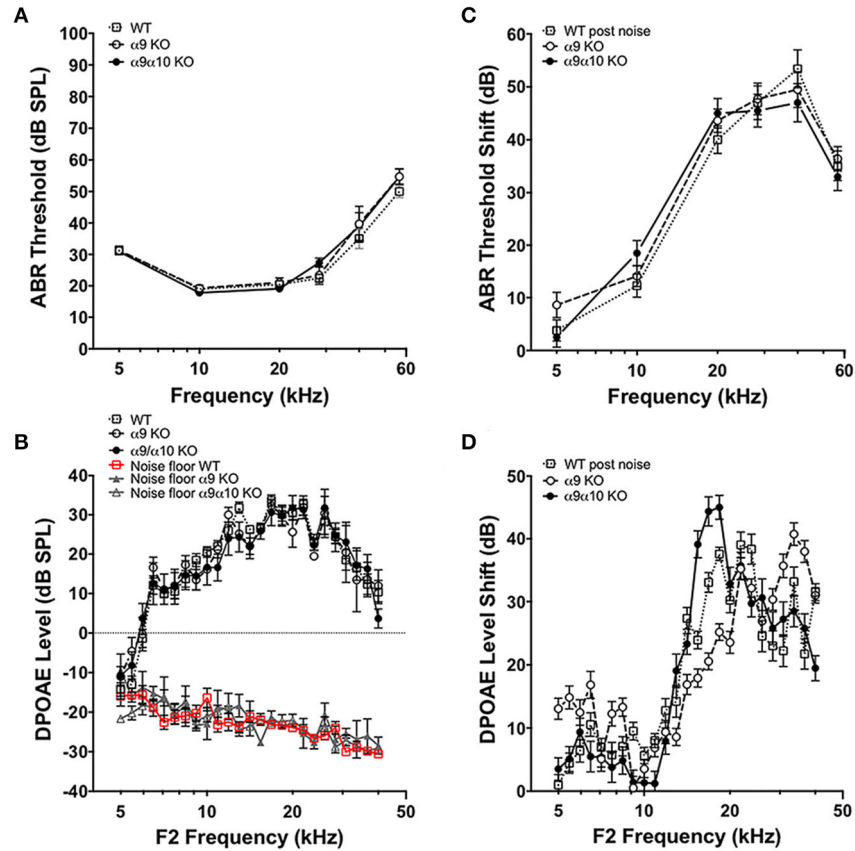 A
WT
α9 KO
α9α10 KO
ABR Threshold (dB SPL)
100
90
80
70
60
50
40
30
20
10
0
5
10
20
60
Frequency (kHz)
C
WT post noise
α9 KO
α9α10 KO
ABR Threshold Shift (dB)
60
50
40
30
20
10
0
5
10
20
60
Frequency (kHz)
B
WT
α9 KO
α9/α10 KO
Noise floor WT
Noise floor α9 KO
Noise floor α9α10 KO
DPOAE Level (dB SPL)
40
30
20
10
0
-10
-20
-30
-40
5
10
20
50
F2 Frequency (kHz)
D
WT post noise
α9 KO
α9α10 KO
DPOAE Level Shift (dB)
50
40
30
20
10
0
5
10
20
50
F2 Frequency (kHz)